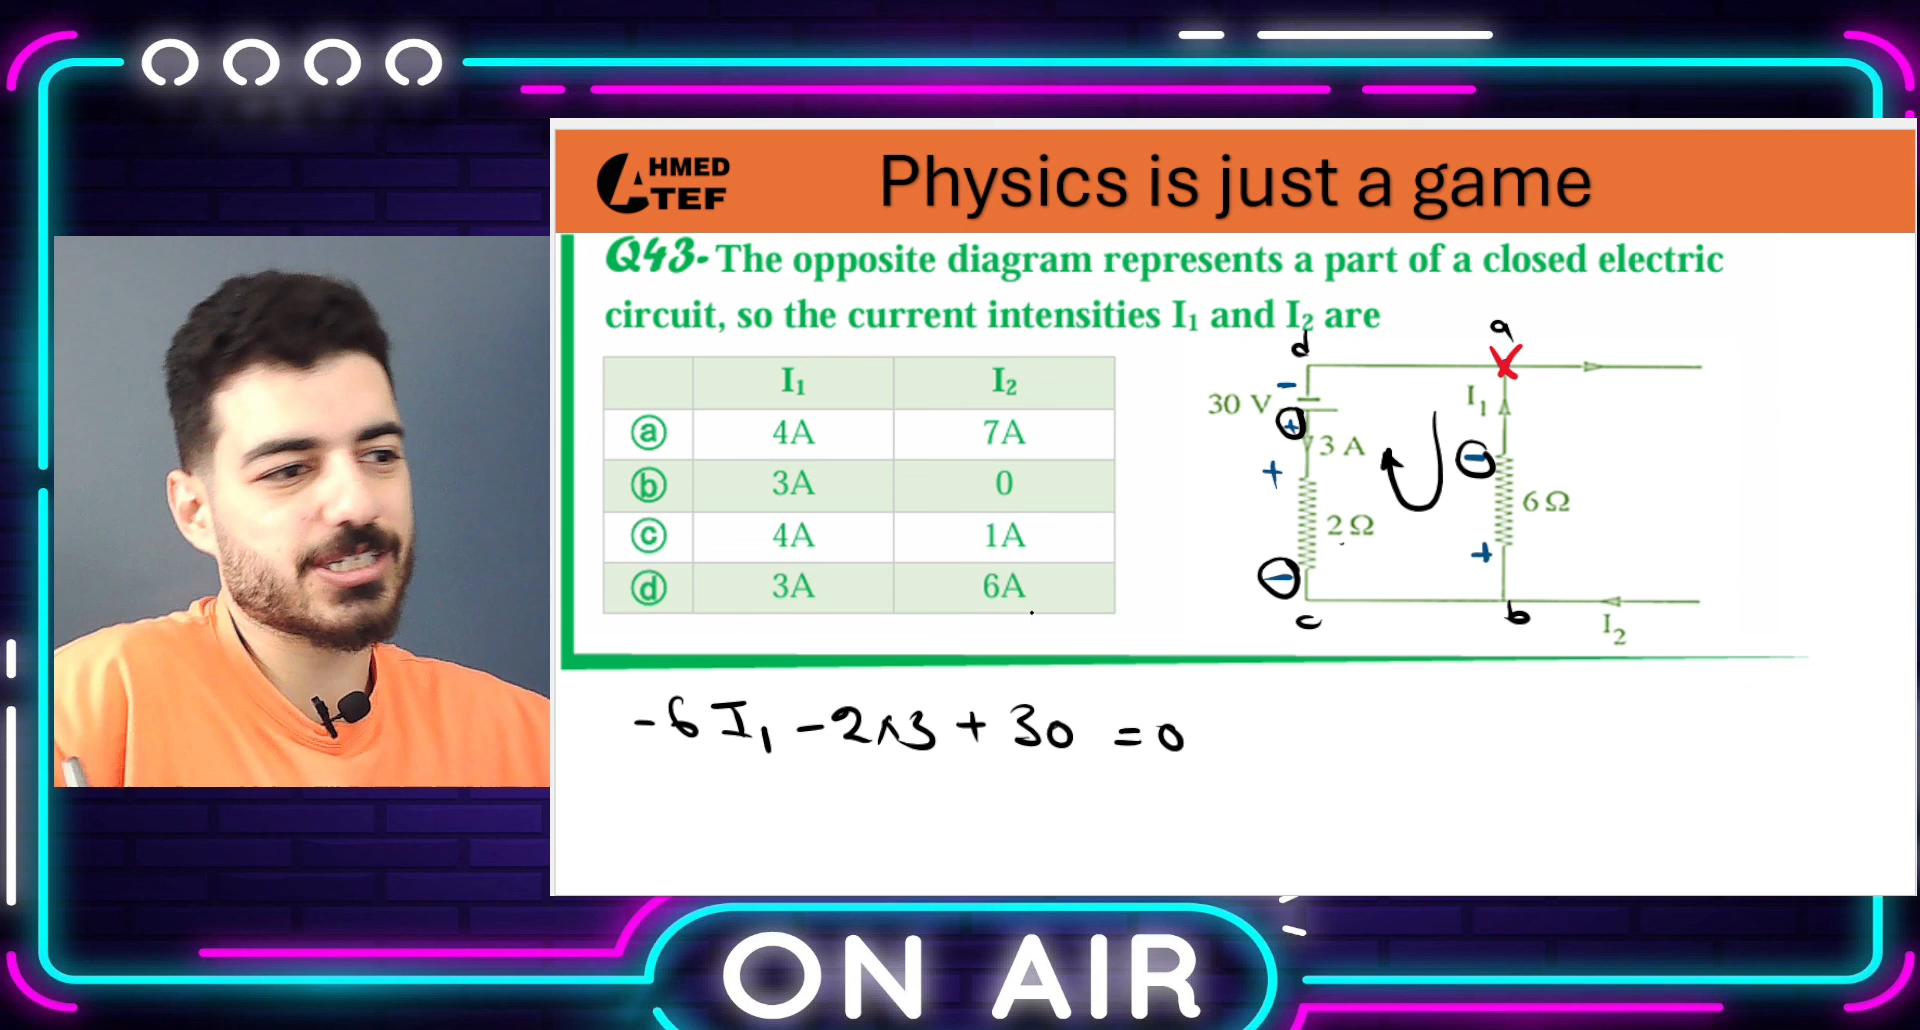 AHMED
ATEF
Physics is just a game
Q43- The opposite diagram represents a part of a closed electric
circuit, so the current intensities I₁ and I₂ are
I₁ I₂
ⓐ 4A 7A
ⓑ 3A 0
ⓒ 4A 1A
ⓓ 3A 6A
d a
-
30 V I₁
+ 3 A
+ -
6 Ω
2 Ω
+
-
c b
I₂
-6 I₁ - 2×3 + 30 = 0
ON AIR